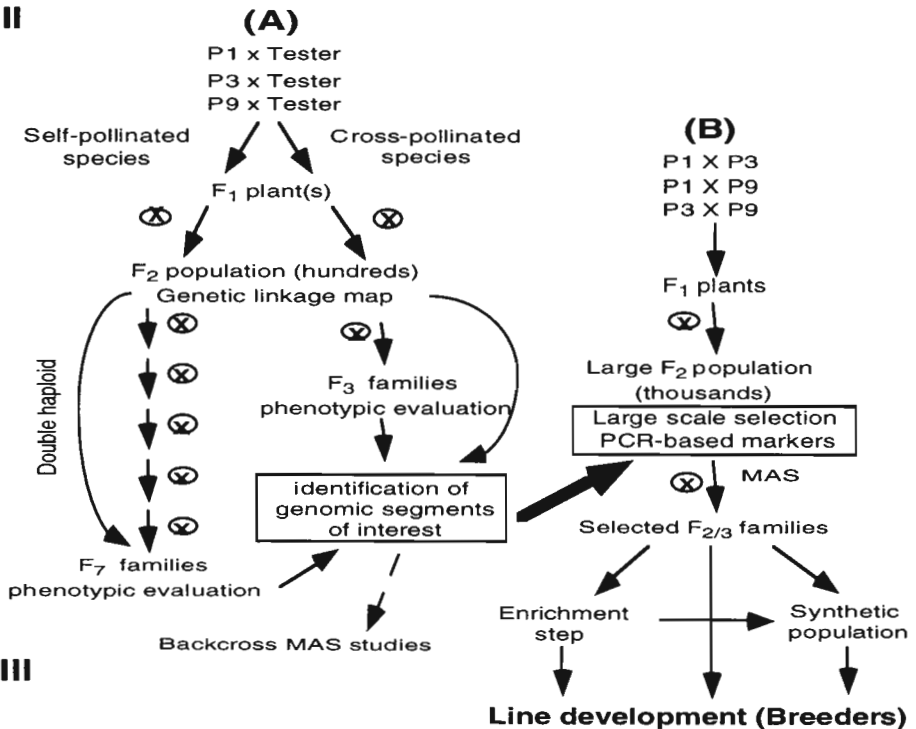 II
(A)
P1 x Tester
P3 x Tester
P9 x Tester
Self-pollinated
species
Cross-pollinated
species
F1 plant(s)
X
X
F2 population (hundreds)
Genetic linkage map
X
X
X
X
X
X
Double haploid
F3 families
phenotypic evaluation
identification of
genomic segments
of interest
F7 families
phenotypic evaluation
Backcross MAS studies
(B)
P1 X P3
P1 X P9
P3 X P9
F1 plants
X
Large F2 population
(thousands)
Large scale selection
PCR-based markers
X
MAS
Selected F2/3 families
Enrichment
step
Synthetic
population
III
Line development (Breeders)